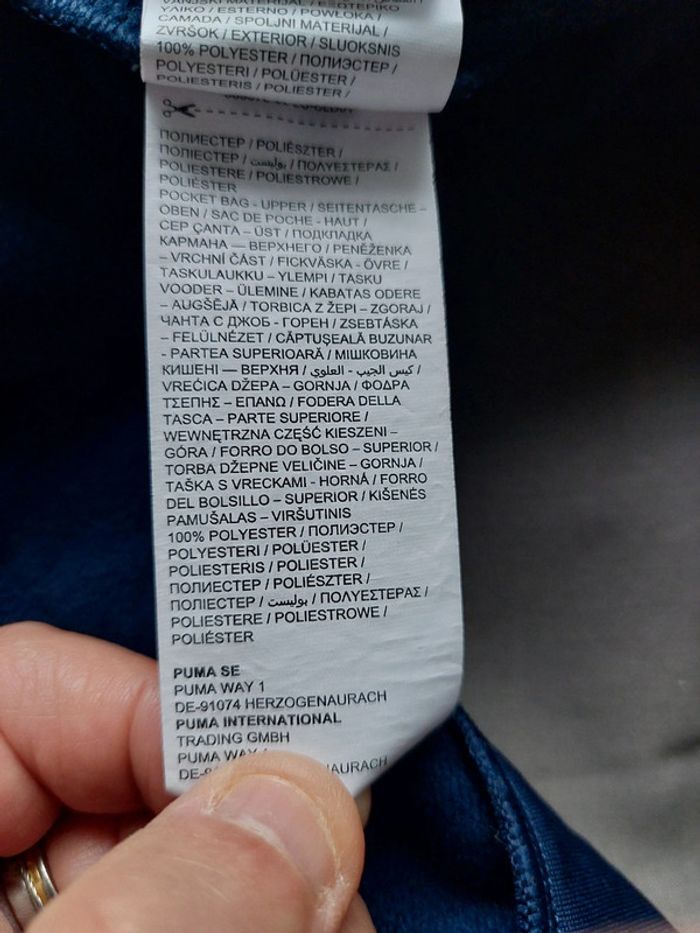 УЛІКО / ESTERNO / POWŁOKA /
CAMADA / SPOLJNI MATERIJAL /
ZVRŠOK / EXTERIOR / SLUOKSNIS
100% POLYESTER / ПОЛИЭСТЕР /
POLYESTERI / POLÜESTER /
POLIESTERIS / POLIESTER /
ПОЛИЕСТЕР / POLIÉSZTER /
ПОЛІЕСТЕР / بوليستر / ΠΟΛΥΕΣΤΕΡΑΣ /
POLIESTERE / POLIESTROWE /
POLIÉSTER
POCKET BAG - UPPER / SEITENTASCHE –
OBEN / SAC DE POCHE - HAUT /
CEP ÇANTA – ÜST / ПОДКЛАДКА
КАРМАНА — ВЕРХНЕГО / PENĚŽENKA
– VRCHNÍ ČÁST / FICKVÄSKA - ÖVRE /
TASKULAUKKU – YLEMPI / TASKU
VOODER – ÜLEMINE / KABATAS ODERE
– AUGŠĒJĀ / TORBICA Z ŽEPI – ZGORAJ /
ЧАНТА С ДЖОБ - ГОРЕН / ZSEBTÁSKA
– FELÜLNÉZET / CĂPTUȘEALĂ BUZUNAR
- PARTEA SUPERIOARĂ / МІШКОВИНА
КИШЕНІ — ВЕРХНЯ / كيس الجيب - العلوي /
VREĆICA DŽEPA – GORNJA / ΦΟΔΡΑ
ΤΣΕΠΗΣ – ΕΠΑΝΩ / FODERA DELLA
TASCA – PARTE SUPERIORE /
WEWNĘTRZNA CZĘŚĆ KIESZENI –
GÓRA / FORRO DO BOLSO – SUPERIOR /
TORBA DŽEPNE VELIČINE – GORNJA /
TAŠKA S VRECKAMI - HORNÁ / FORRO
DEL BOLSILLO – SUPERIOR / KIŠENĖS
PAMUŠALAS – VIRŠUTINIS
100% POLYESTER / ПОЛИЭСТЕР /
POLYESTERI / POLÜESTER /
POLIESTERIS / POLIESTER /
ПОЛИЕСТЕР / POLIÉSZTER /
ПОЛІЕСТЕР / بوليستر / ΠΟΛΥΕΣΤΕΡΑΣ /
POLIESTERE / POLIESTROWE /
POLIÉSTER
PUMA SE
PUMA WAY 1
DE-91074 HERZOGENAURACH
PUMA INTERNATIONAL
TRADING GMBH
PUMA WAY